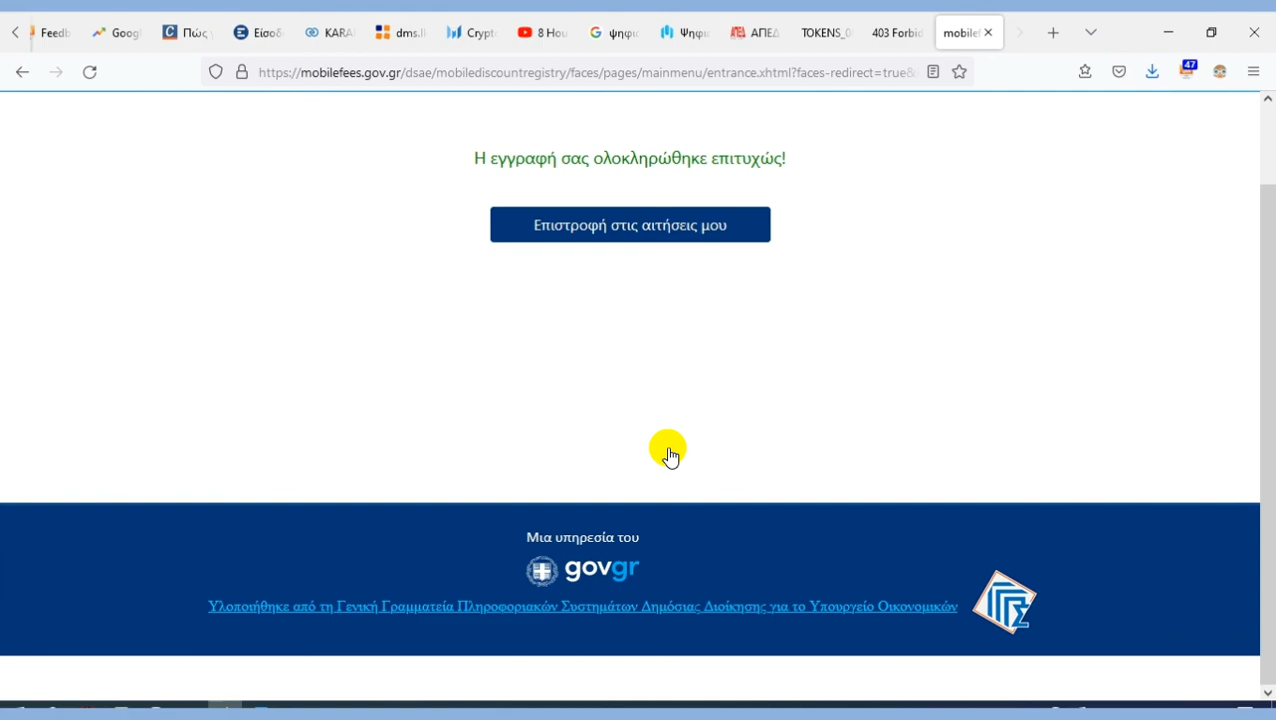 Feedb
Googl
Πώς
Είσοδ
KARA
dms.li
Crypt
8 Hou
ψηφι
Ψηφι
ΑΠΕΔ
TOKENS_0
403 Forbid
mobilef
https://mobilefees.gov.gr/dsae/mobilediscountregistry/faces/pages/mainmenu/entrance.xhtml?faces-redirect=true&
47
Η εγγραφή σας ολοκληρώθηκε επιτυχώς!
Επιστροφή στις αιτήσεις μου
Μια υπηρεσία του
govgr
Υλοποιήθηκε από τη Γενική Γραμματεία Πληροφοριακών Συστημάτων Δημόσιας Διοίκησης για το Υπουργείο Οικονομικών